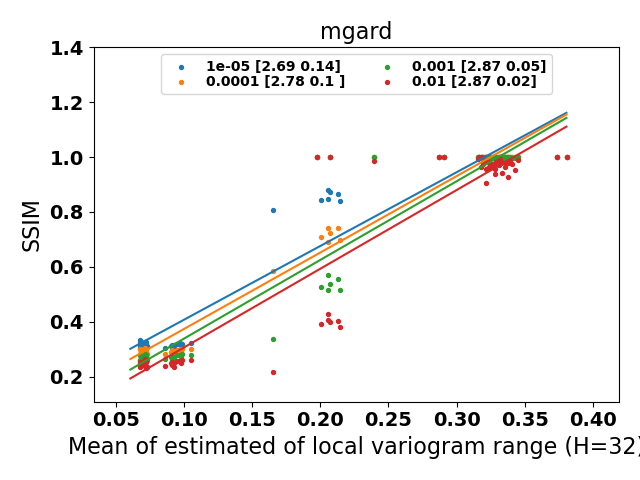 mgard
1e-05 [2.69 0.14]
0.0001 [2.78 0.1 ]
0.001 [2.87 0.05]
0.01 [2.87 0.02]
SSIM
1.4
1.2
1.0
0.8
0.6
0.4
0.2
0.05 0.10 0.15 0.20 0.25 0.30 0.35 0.40
Mean of estimated of local variogram range (H=32)